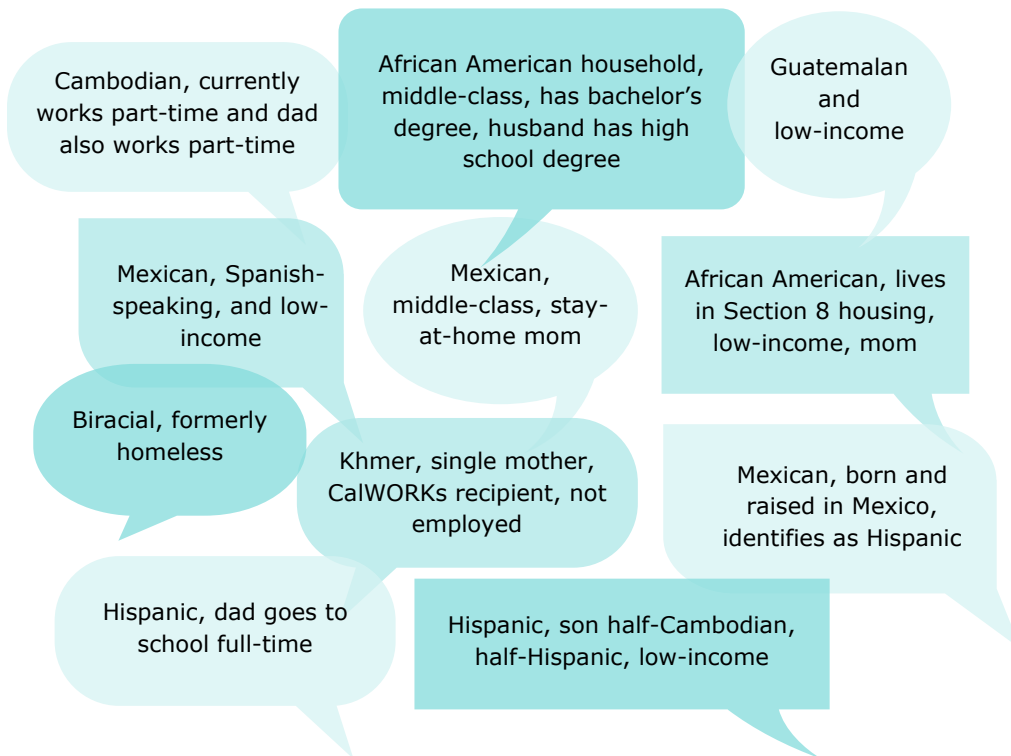 Cambodian, currently
works part-time and dad
also works part-time
African American household,
middle-class, has bachelor’s
degree, husband has high
school degree
Guatemalan
and
low-income
Mexican, Spanish-
speaking, and low-
income
Mexican,
middle-class, stay-
at-home mom
African American, lives
in Section 8 housing,
low-income, mom
Biracial, formerly
homeless
Khmer, single mother,
CalWORKs recipient, not
employed
Mexican, born and
raised in Mexico,
identifies as Hispanic
Hispanic, dad goes to
school full-time
Hispanic, son half-Cambodian,
half-Hispanic, low-income